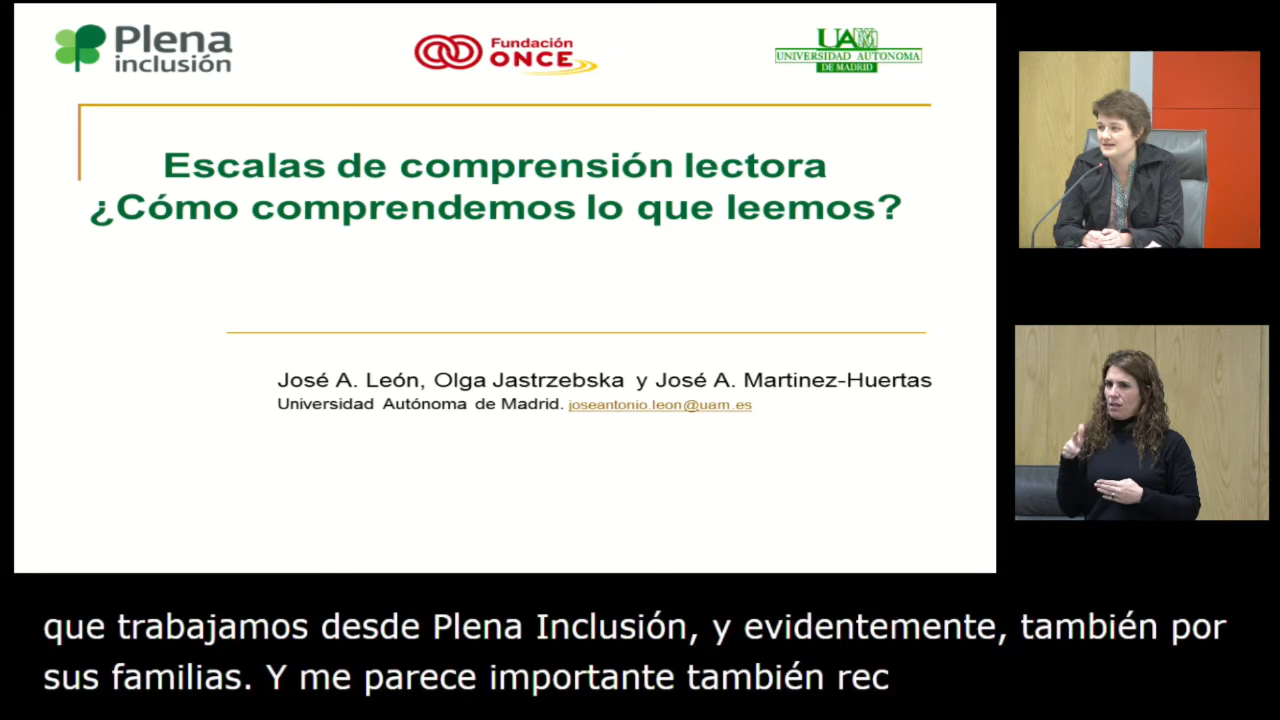 Plena
inclusión
Fundación
ONCE
UAM
UNIVERSIDAD AUTONOMA
DE MADRID
Escalas de comprensión lectora
¿Cómo comprendemos lo que leemos?
José A. León, Olga Jastrzebska y José A. Martinez-Huertas
Universidad Autónoma de Madrid. joseantonio.leon@uam.es
que trabajamos desde Plena Inclusión, y evidentemente, también por
sus familias. Y me parece importante también rec